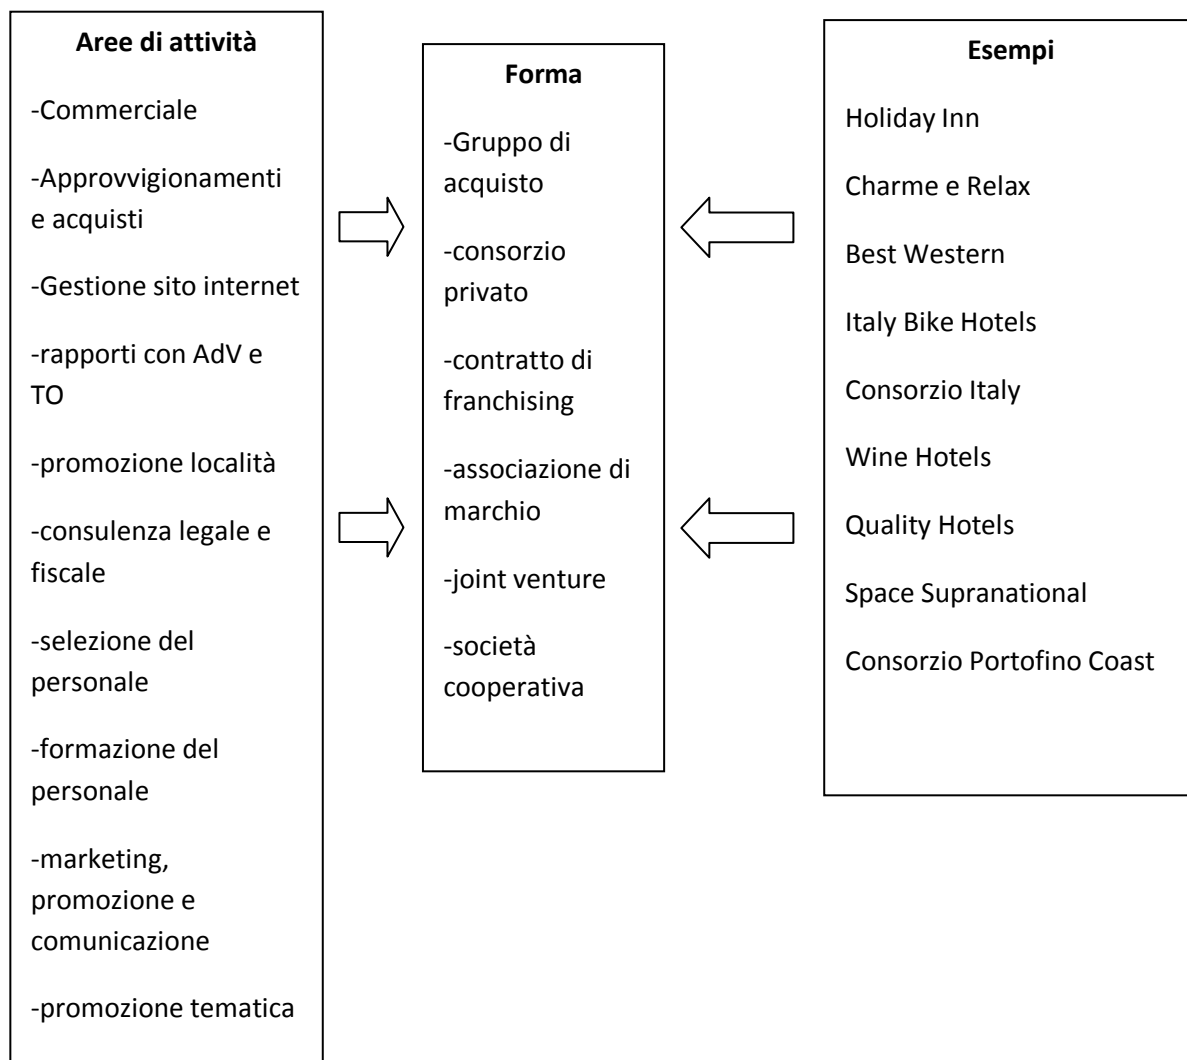 Aree di attività
-Commerciale
-Approvvigionamenti
e acquisti
-Gestione sito internet
-rapporti con AdV e
TO
-promozione località
-consulenza legale e
fiscale
-selezione del
personale
-formazione del
personale
-marketing,
promozione e
comunicazione
-promozione tematica
Forma
-Gruppo di
acquisto
-consorzio
privato
-contratto di
franchising
-associazione di
marchio
-joint venture
-società
cooperativa
Esempi
Holiday Inn
Charme e Relax
Best Western
Italy Bike Hotels
Consorzio Italy
Wine Hotels
Quality Hotels
Space Supranational
Consorzio Portofino Coast